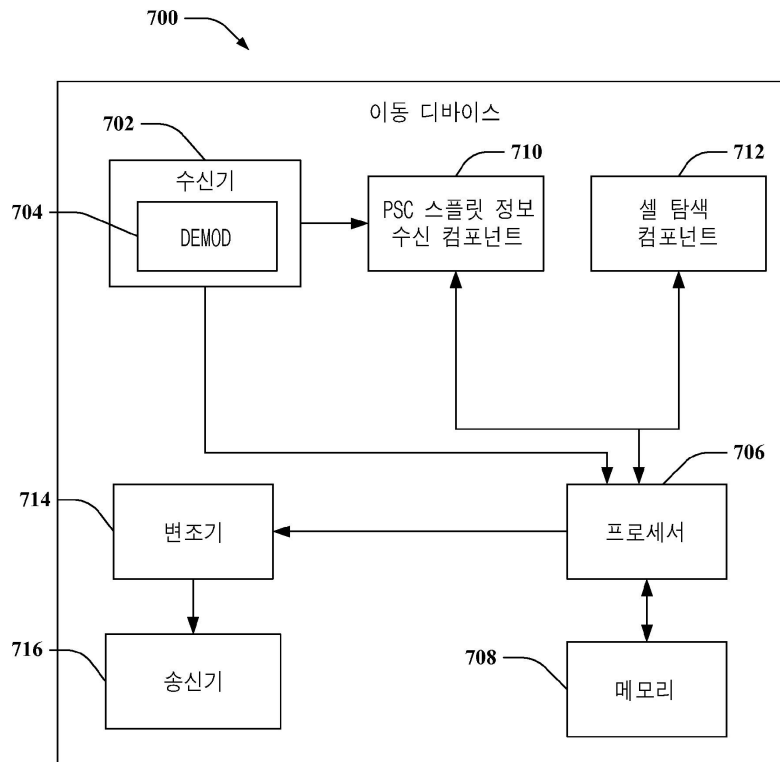 700
이동 디바이스
702
710
712
수신기
704
DEMOD
PSC 스플릿 정보
수신 컴포넌트
셀 탐색
컴포넌트
706
714
변조기
프로세서
716
송신기
708
메모리